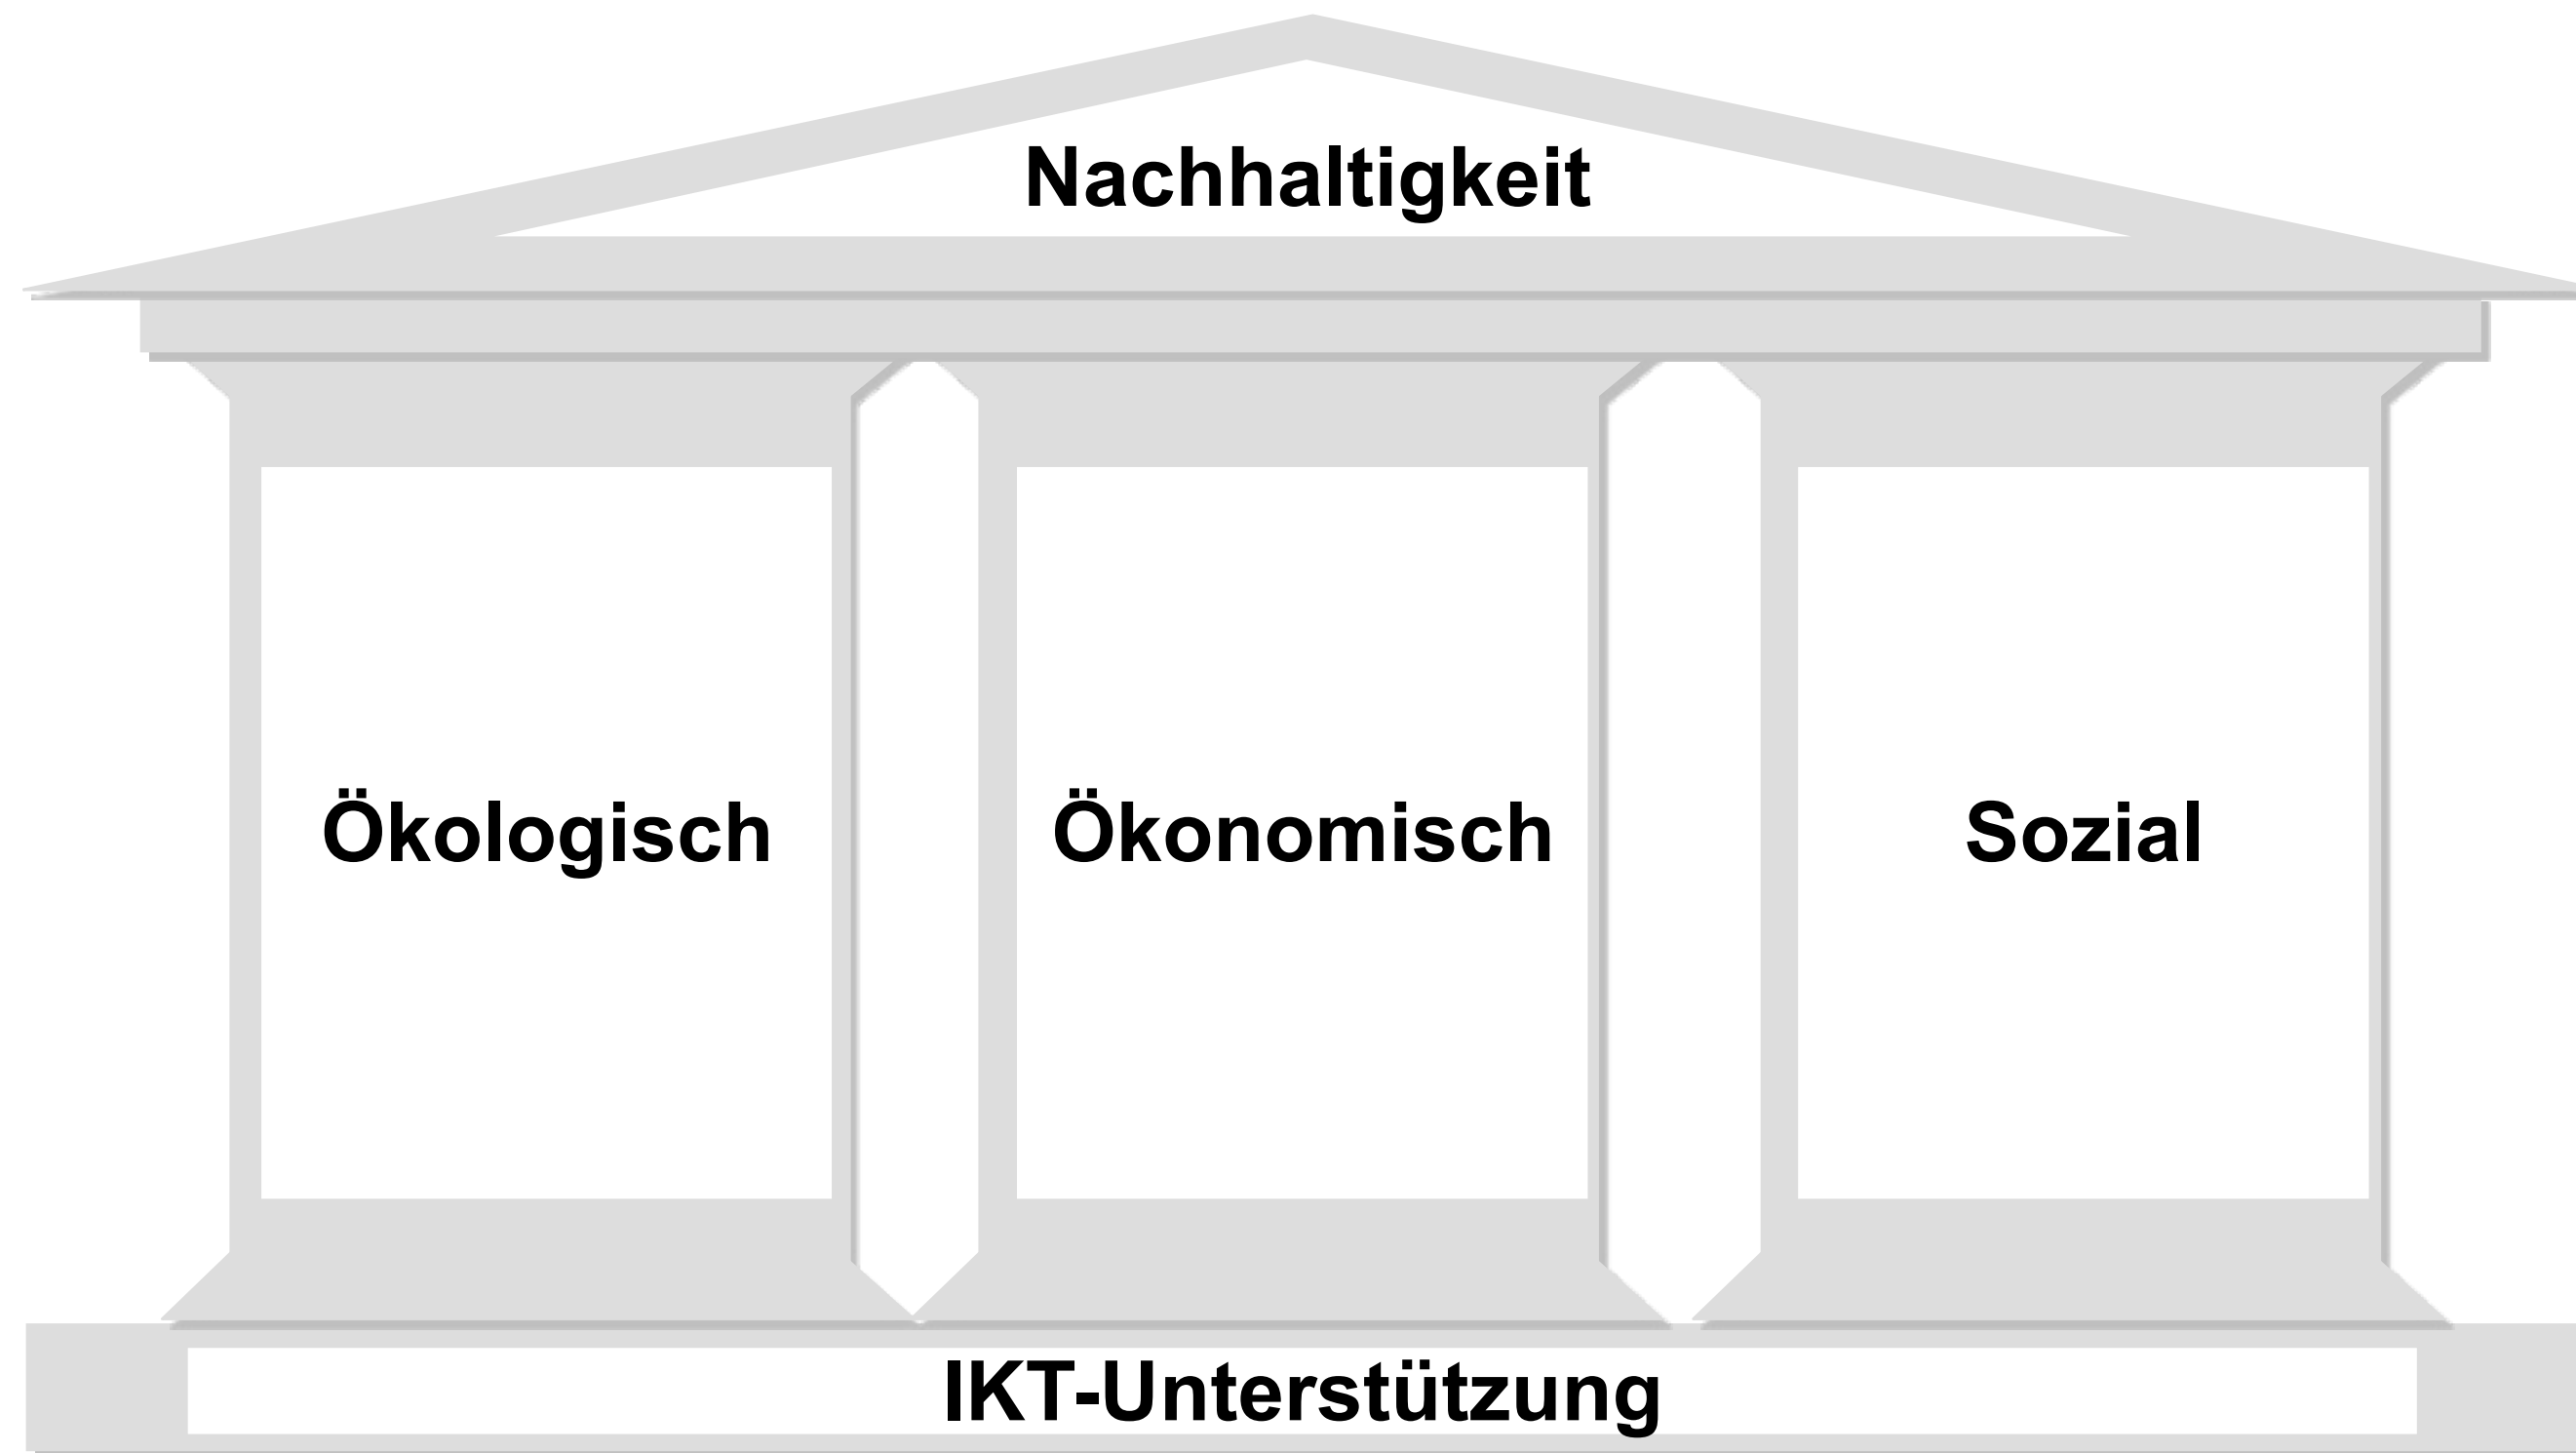 Nachhaltigkeit
Ökologisch
Ökonomisch
Sozial
IKT-Unterstützung